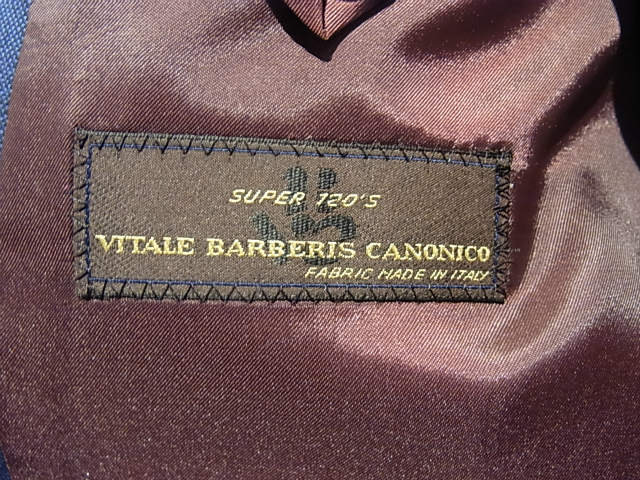 SUPER 120'S
VITALE BARBERIS CANONICO
FABRIC MADE IN ITALY